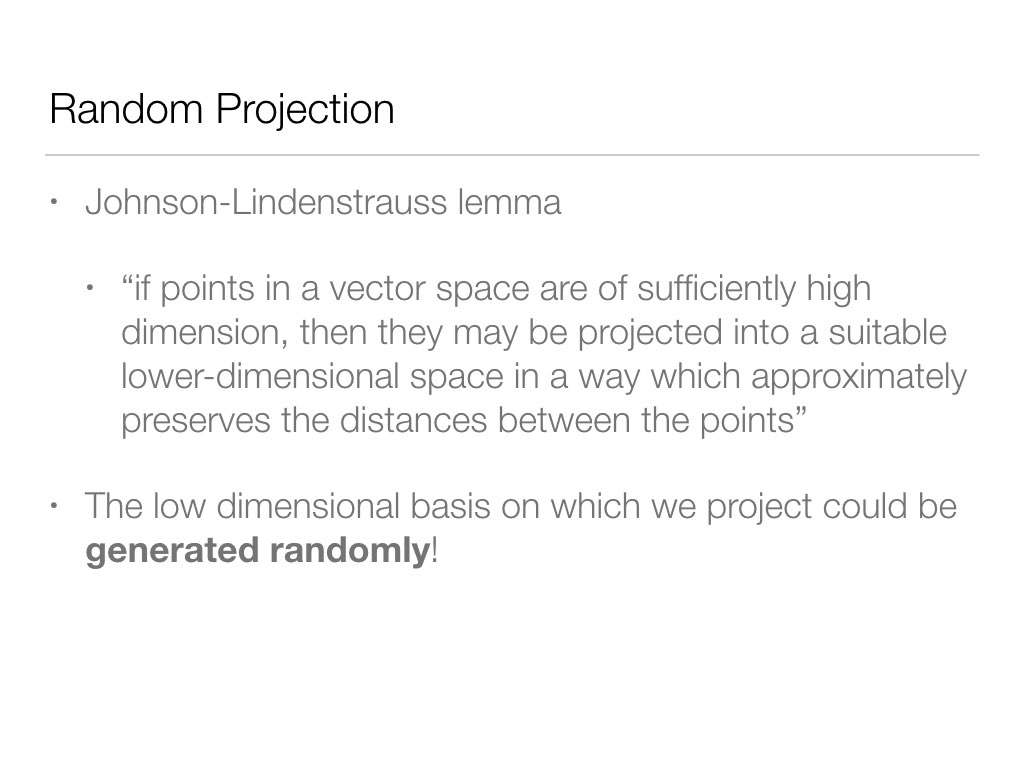 Random Projection
• Johnson-Lindenstrauss lemma
• “if points in a vector space are of sufficiently high
dimension, then they may be projected into a suitable
lower-dimensional space in a way which approximately
preserves the distances between the points”
• The low dimensional basis on which we project could be
generated randomly!